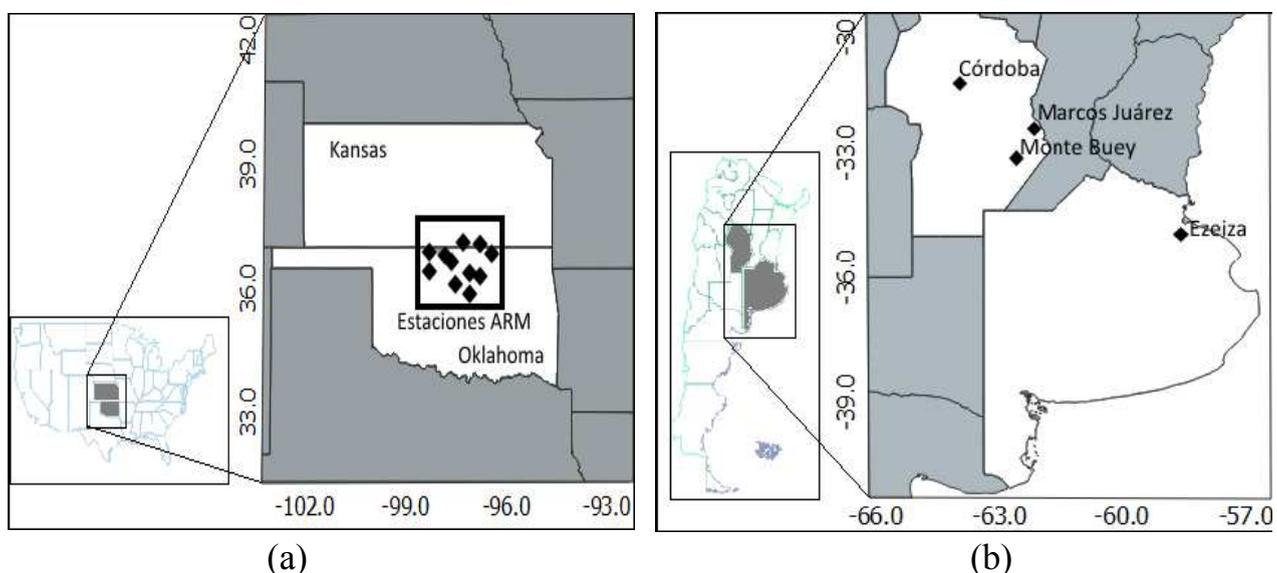 42.0
39.0
36.0
33.0
Kansas
Estaciones ARM
Oklahoma
-102.0
-99.0
-96.0
-93.0
(a)
-30
-33.0
-36.0
-39.0
Córdoba
Marcos Juárez
Monte Buey
Ezeiza
-66.0
-63.0
-60.0
-57.0
(b)